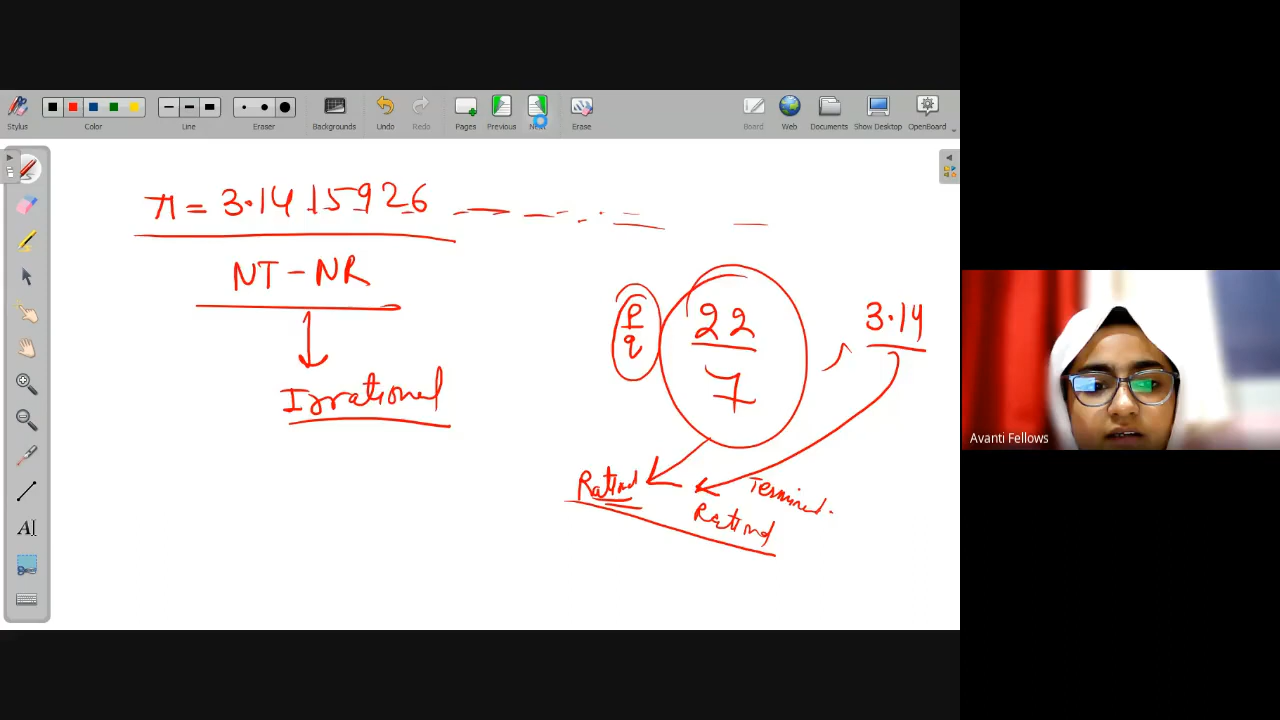 Stylus
Color
Line
Eraser
Backgrounds
Undo
Redo
Pages
Previous
Next
Erase
Board
Web
Documents
Show Desktop
OpenBoard
π = 3.1415926
NT - NR
Irrational
p/q
22/7 , 3.14
Rational
Terminat.
Rational
Avanti Fellows